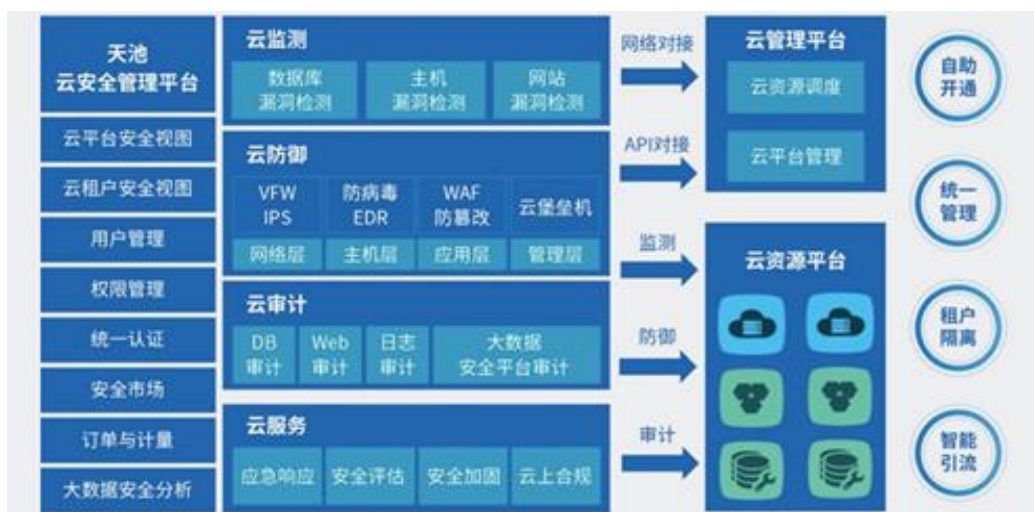 天池
云安全管理平台
云平台安全视图
云租户安全视图
用户管理
权限管理
统一认证
安全市场
订单与计量
大数据安全分析
云监测
数据库
漏洞检测
主机
漏洞检测
网站
漏洞检测
云防御
VFW
IPS
防病毒
EDR
WAF
防篡改
云堡垒机
网络层
主机层
应用层
管理层
云审计
DB
审计
Web
审计
日志
审计
大数据
安全平台审计
云服务
应急响应
安全评估
安全加固
云上合规
网络对接
API对接
监测
防御
审计
云管理平台
云资源调度
云平台管理
云资源平台
自助
开通
统一
管理
租户
隔离
智能
引流